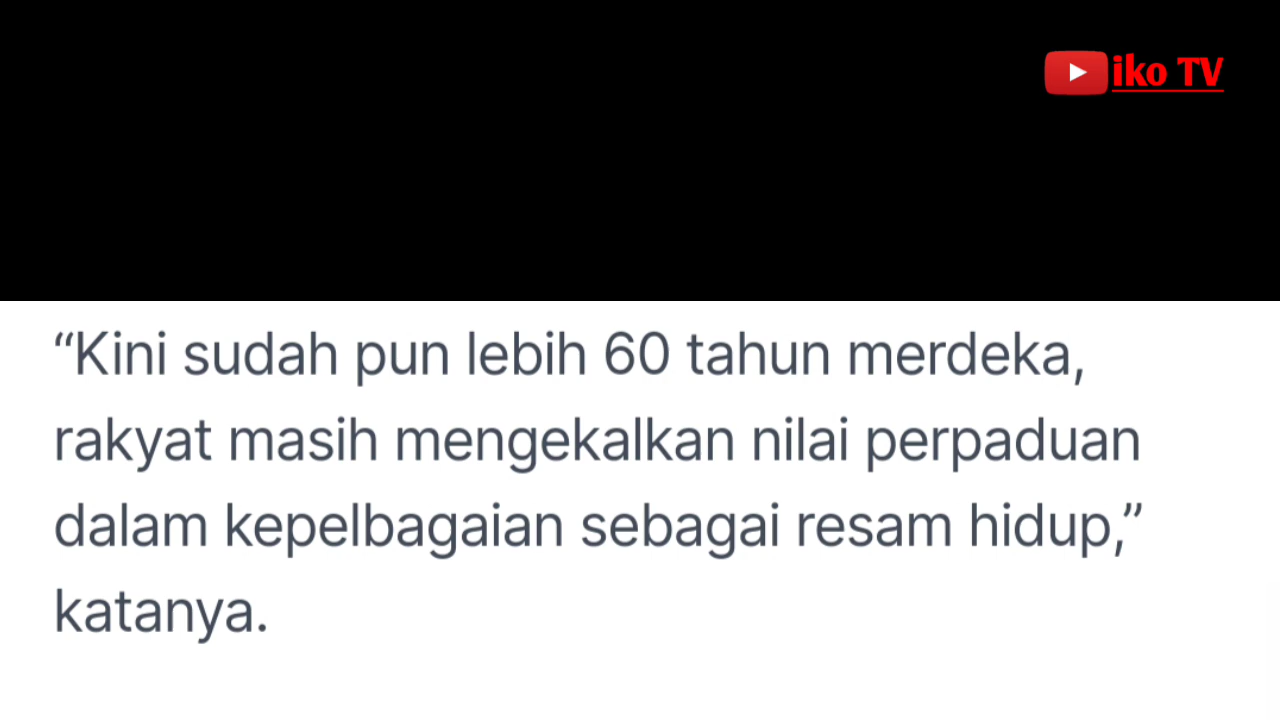 iko TV
“Kini sudah pun lebih 60 tahun merdeka,
rakyat masih mengekalkan nilai perpaduan
dalam kepelbagaian sebagai resam hidup,”
katanya.